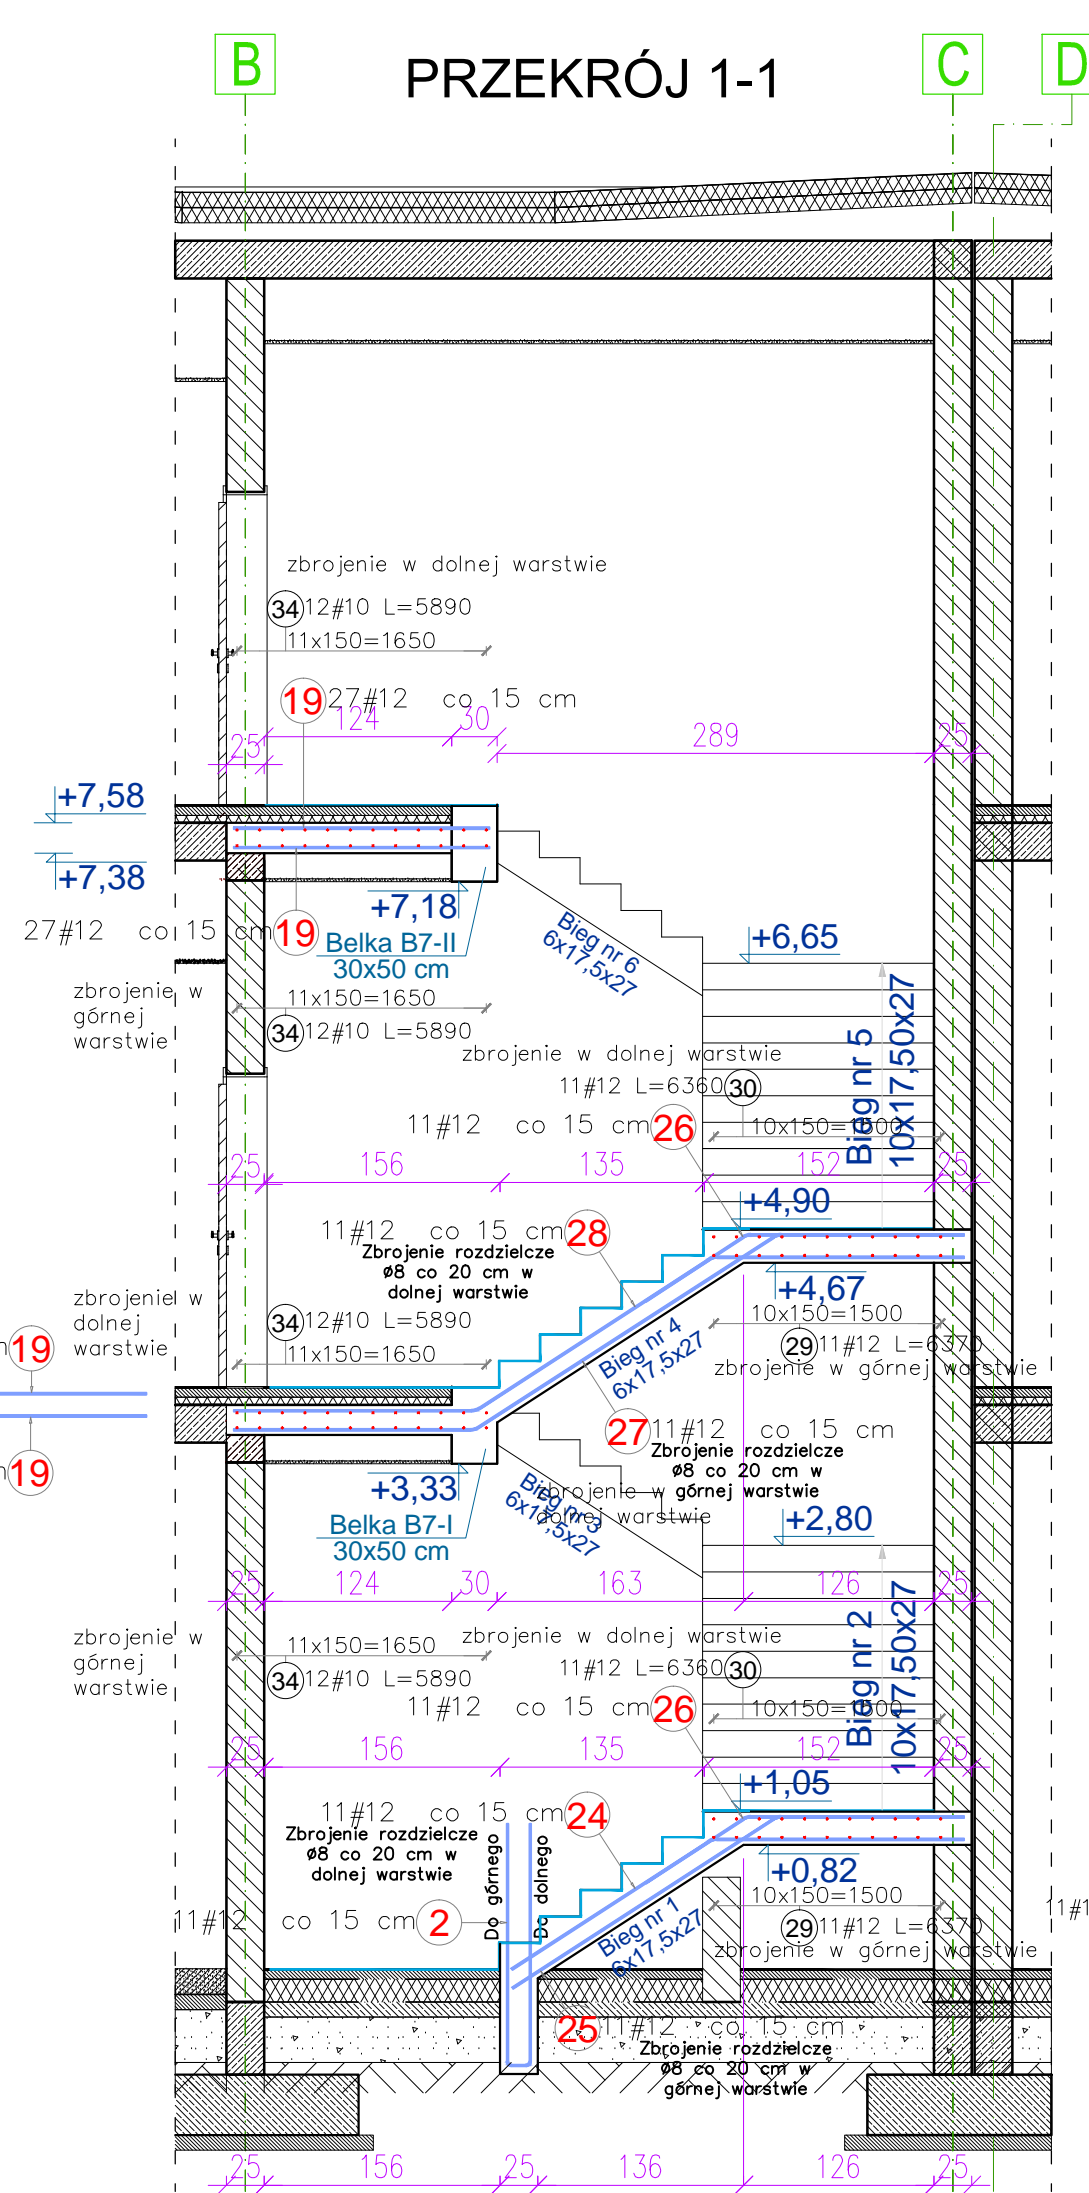 B
PRZEKRÓJ 1-1
C
D
zbrojenie w dolnej warstwie
34 12#10 L=5890
11x150=1650
19 27#12 co 15 cm
124 30
25 289 25
+7,58
+7,38
+7,18
27#12 co 15 cm 19
Belka B7-II
30x50 cm
Bieg nr 6
6x17,5x27
+6,65
zbrojenie w
górnej
warstwie
11x150=1650
34 12#10 L=5890
zbrojenie w dolnej warstwie
11#12 L=6360 30
11#12 co 15 cm 26
10x150=1500
Bieg nr 5
10x17,50x27
25 156 135 152 25
+4,90
11#12 co 15 cm 28
Zbrojenie rozdzielcze
ø8 co 20 cm w
dolnej warstwie
+4,67
zbrojenie w
dolnej
warstwie
34 12#10 L=5890
11x150=1650
10x150=1500
29 11#12 L=6370
zbrojenie w górnej warstwie
Bieg nr 4
6x17,5x27
19
19
27 11#12 co 15 cm
Zbrojenie rozdzielcze
ø8 co 20 cm w
górnej warstwie
+3,33
Belka B7-I
30x50 cm
Bieg nr 3
6x17,5x27
zbrojenie w
dolnej warstwie
+2,80
25 124 30 163 126 25
zbrojenie w
górnej
warstwie
11x150=1650
34 12#10 L=5890
zbrojenie w dolnej warstwie
11#12 L=6360 30
11#12 co 15 cm 26
10x150=1500
Bieg nr 2
10x17,50x27
25 156 135 152 25
+1,05
11#12 co 15 cm 24
Zbrojenie rozdzielcze
ø8 co 20 cm w
dolnej warstwie
Do górnego
Do dolnego
+0,82
11#12 co 15 cm 2
10x150=1500
29 11#12 L=6370
zbrojenie w górnej warstwie
Bieg nr 1
6x17,5x27
25 11#12 co 15 cm
Zbrojenie rozdzielcze
ø8 co 20 cm w
górnej warstwie
25 156 25 136 126 25